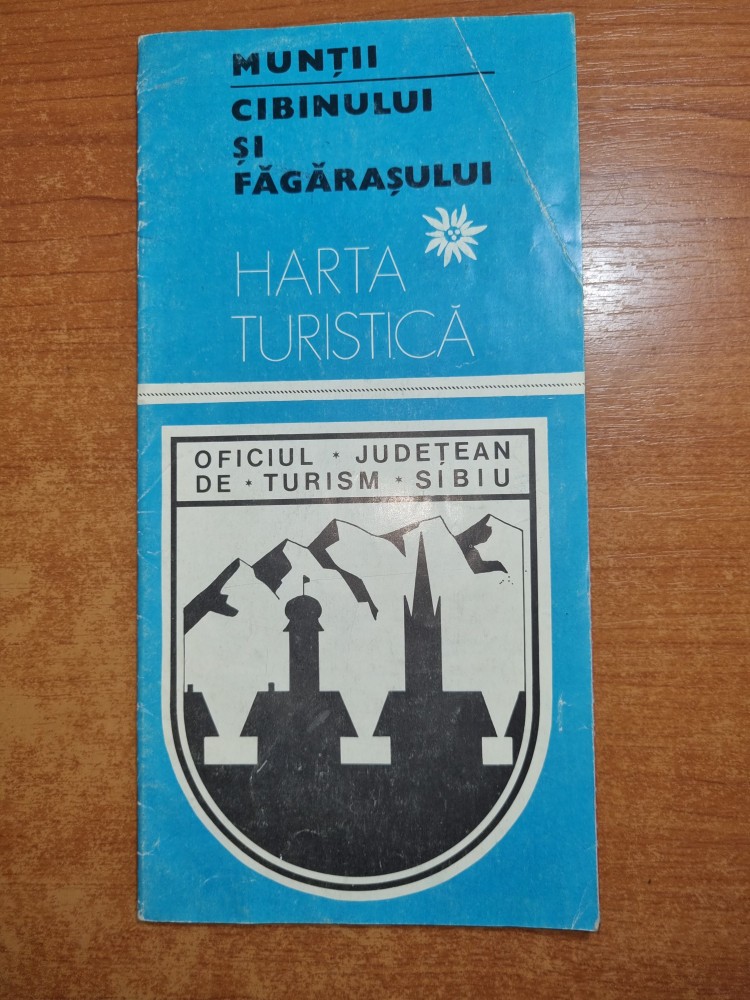 MUNȚII
CIBINULUI
ȘI
FĂGĂRAȘULUI
HARTA
TURISTICĂ
OFICIUL * JUDEȚEAN
DE * TURISM * SIBIU